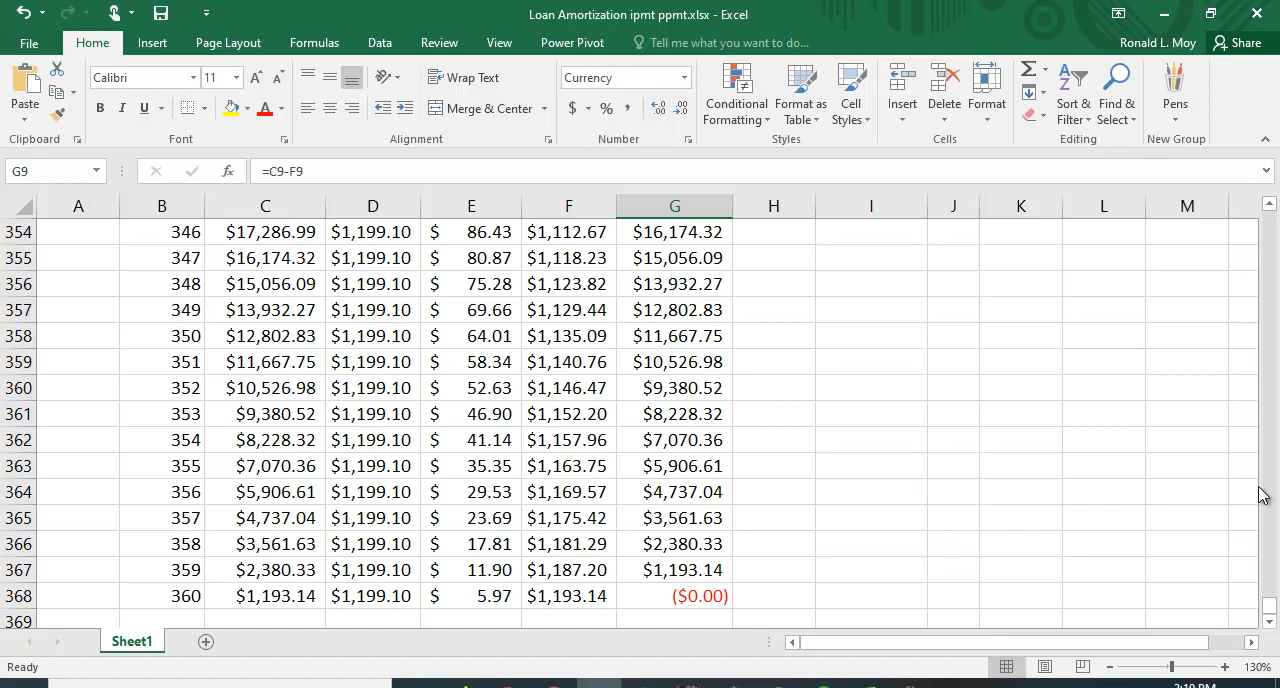 Loan Amortization ipmt ppmt.xlsx - Excel
File Home Insert Page Layout Formulas Data Review View Power Pivot Tell me what you want to do... Ronald L. Moy Share
Paste Calibri 11 Wrap Text Currency Conditional Formatting Format as Table Cell Styles Insert Delete Format Sort & Filter Find & Select Pens
B I U A Merge & Center $ % ,
Clipboard Font Alignment Number Styles Cells Editing New Group
G9 fx =C9-F9
A B C D E F G H I J K L M
354 346 $17,286.99 $1,199.10 $ 86.43 $1,112.67 $16,174.32
355 347 $16,174.32 $1,199.10 $ 80.87 $1,118.23 $15,056.09
356 348 $15,056.09 $1,199.10 $ 75.28 $1,123.82 $13,932.27
357 349 $13,932.27 $1,199.10 $ 69.66 $1,129.44 $12,802.83
358 350 $12,802.83 $1,199.10 $ 64.01 $1,135.09 $11,667.75
359 351 $11,667.75 $1,199.10 $ 58.34 $1,140.76 $10,526.98
360 352 $10,526.98 $1,199.10 $ 52.63 $1,146.47 $9,380.52
361 353 $9,380.52 $1,199.10 $ 46.90 $1,152.20 $8,228.32
362 354 $8,228.32 $1,199.10 $ 41.14 $1,157.96 $7,070.36
363 355 $7,070.36 $1,199.10 $ 35.35 $1,163.75 $5,906.61
364 356 $5,906.61 $1,199.10 $ 29.53 $1,169.57 $4,737.04
365 357 $4,737.04 $1,199.10 $ 23.69 $1,175.42 $3,561.63
366 358 $3,561.63 $1,199.10 $ 17.81 $1,181.29 $2,380.33
367 359 $2,380.33 $1,199.10 $ 11.90 $1,187.20 $1,193.14
368 360 $1,193.14 $1,199.10 $ 5.97 $1,193.14 ($0.00)
369
Sheet1
Ready 130%